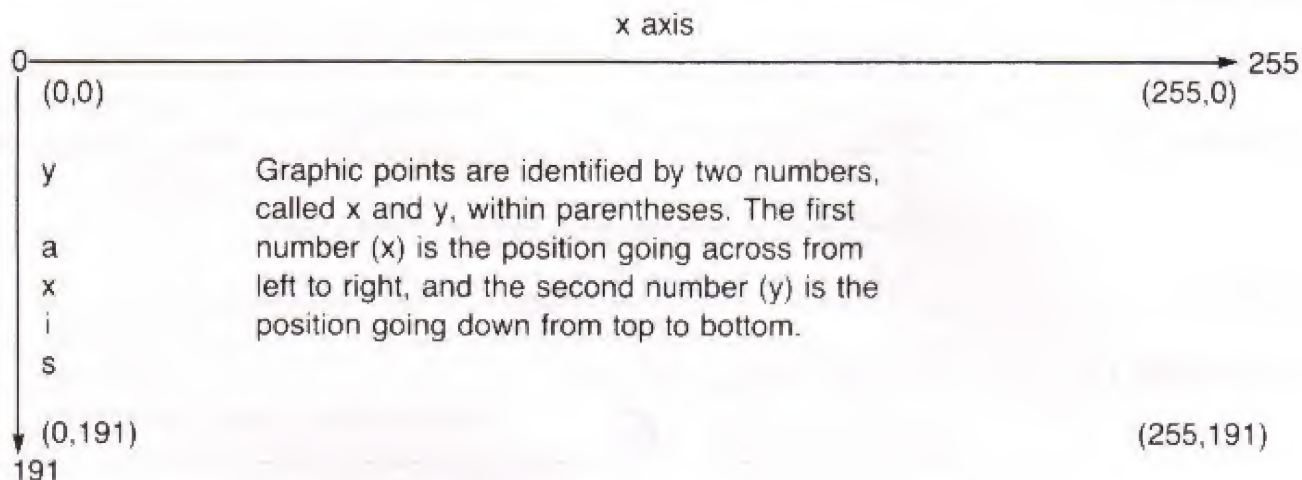 x axis
0 255
(0,0) (255,0)
y
a
x
i
s
Graphic points are identified by two numbers,
called x and y, within parentheses. The first
number (x) is the position going across from
left to right, and the second number (y) is the
position going down from top to bottom.
(0,191) (255,191)
191